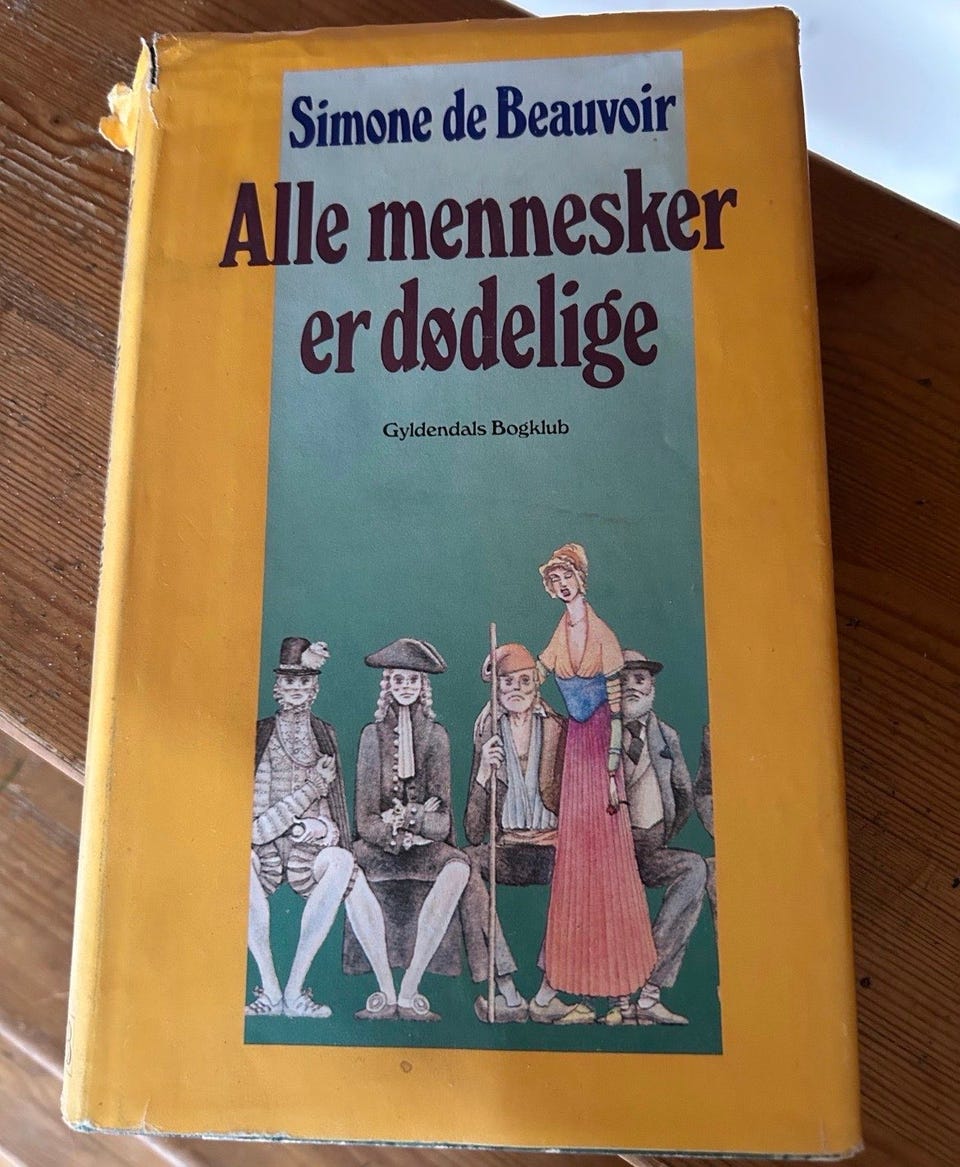 Simone de Beauvoir
Alle mennesker
er dødelige
Gyldendals Bogklub